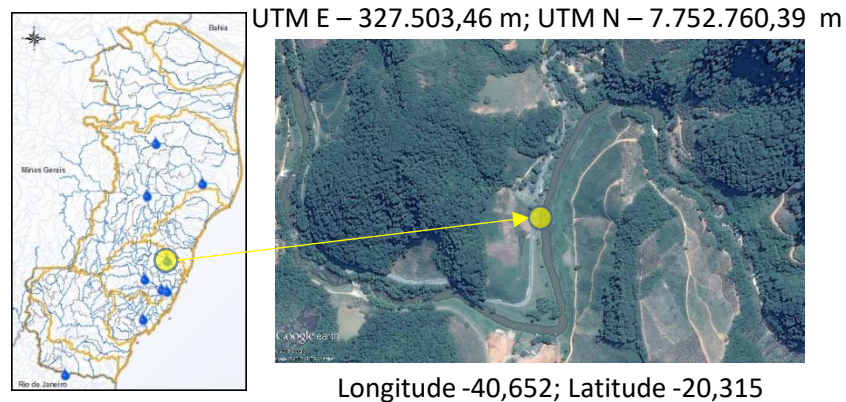 UTM E – 327.503,46 m; UTM N – 7.752.760,39 m
Bahia
Minas Gerais
Rio de Janeiro
Google earth
Longitude -40,652; Latitude -20,315